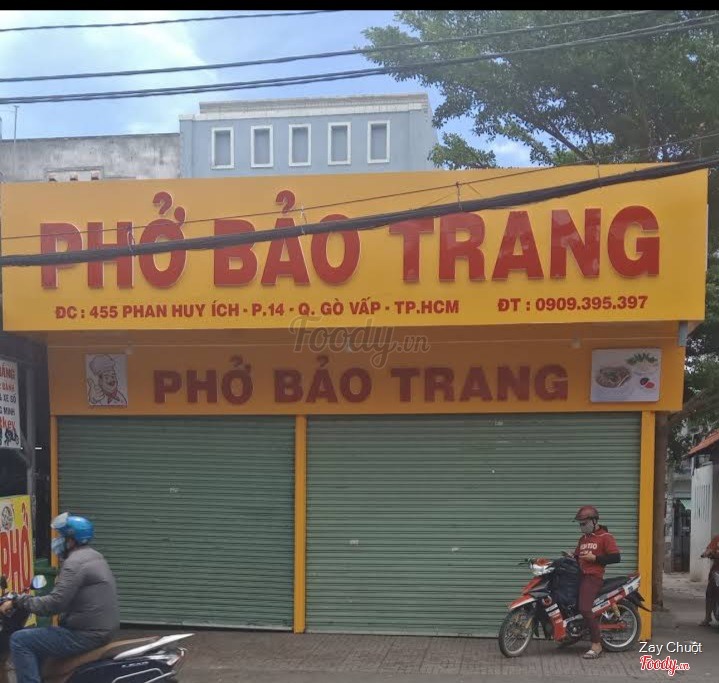 PHỞ BẢO TRANG
ĐC : 455 PHAN HUY ÍCH - P.14 - Q. GÒ VẤP - TP.HCM ĐT : 0909.395.397
Foody.vn
PHỞ BẢO TRANG
PHỞ
Zay Chuột
Foody.vn